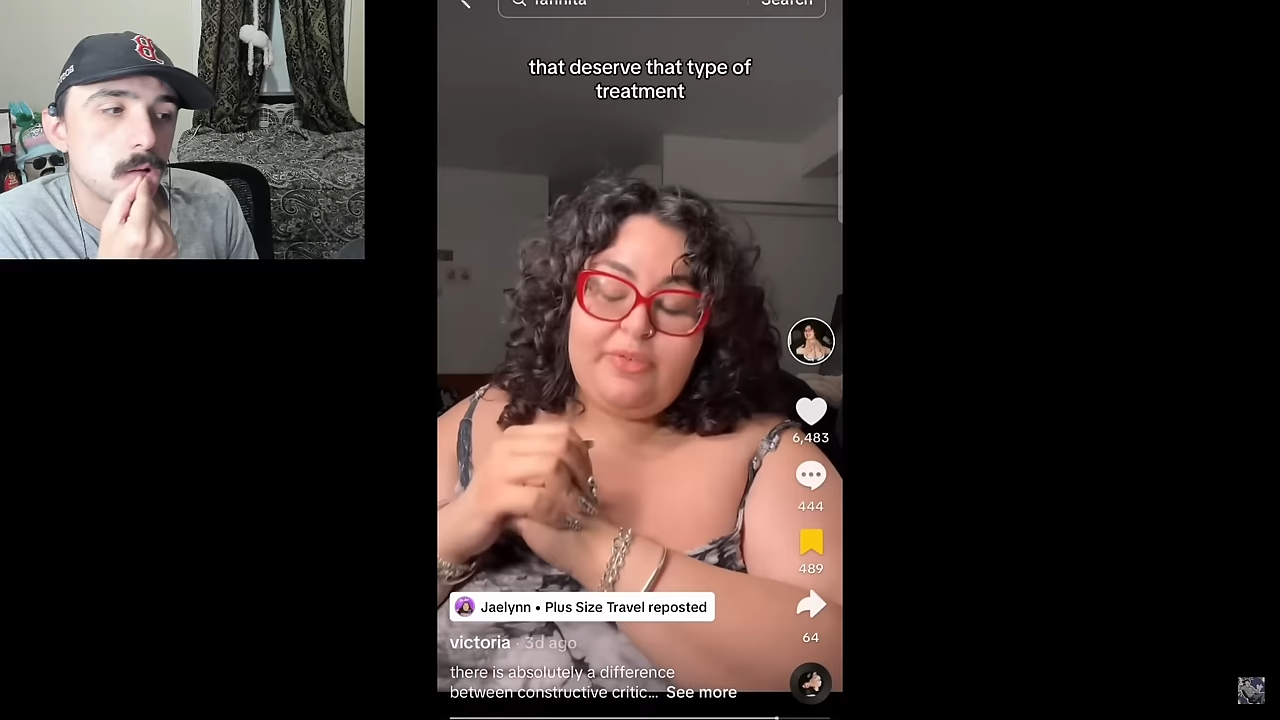 Search
that deserve that type of
treatment
6,483
444
489
Jaelynn • Plus Size Travel reposted
64
victoria · 3d ago
there is absolutely a difference
between constructive critic... See more